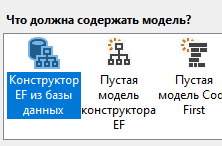 Что должна содержать модель?
Конструктор Пустая Пустая
EF из базы модель модель Cod
данных конструктора First
EF